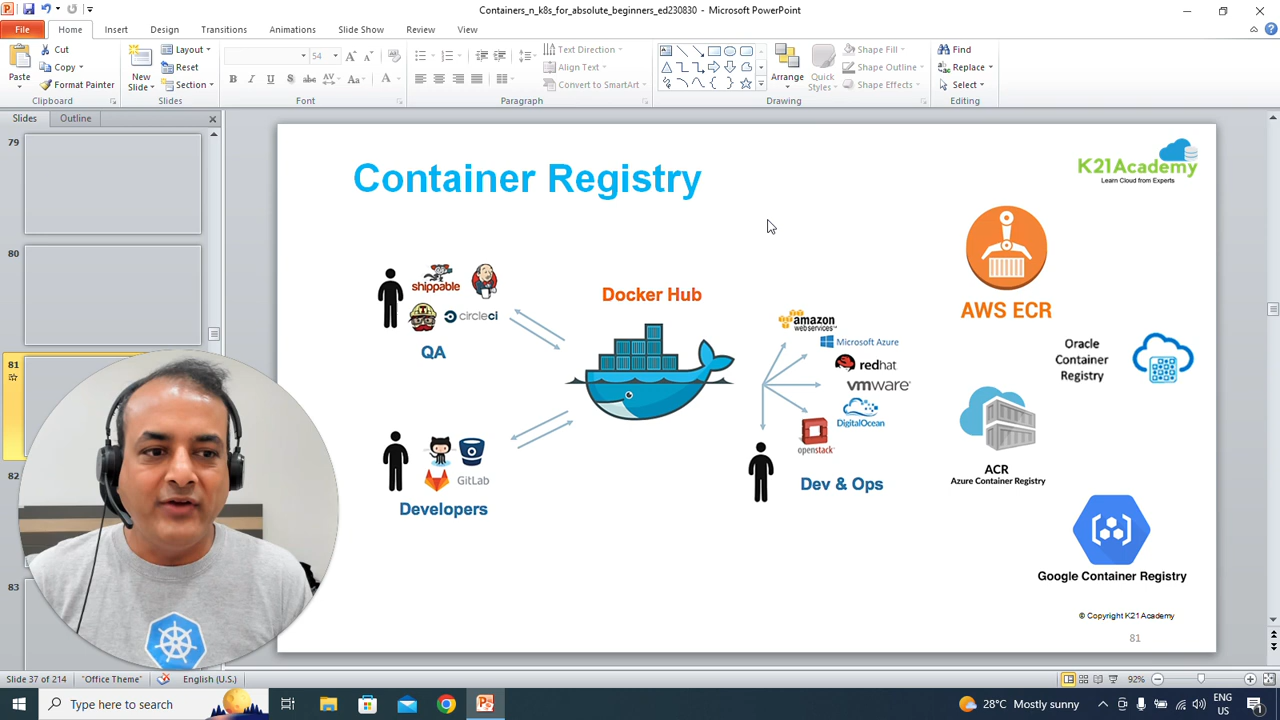 Containers_n_k8s_for_absolute_beginners_ed230830 - Microsoft PowerPoint
File
Home
Insert
Design
Transitions
Animations
Slide Show
Review
View
Paste
Cut
Copy
Format Painter
Clipboard
New
Slide
Layout
Reset
Section
Slides
54
B I U S abc AV Aa A
Font
Text Direction
Align Text
Convert to SmartArt
Paragraph
Arrange
Quick
Styles
Shape Fill
Shape Outline
Shape Effects
Drawing
Find
Replace
Select
Editing
Slides
Outline
79
80
81
82
83
Container Registry
K21Academy
Learn Cloud from Experts
shippable
circleci
QA
Docker Hub
GitLab
Developers
amazon
webservices
Microsoft Azure
redhat
vmware
DigitalOcean
openstack
Dev & Ops
AWS ECR
Oracle
Container
Registry
ACR
Azure Container Registry
Google Container Registry
© Copyright K21 Academy
81
Slide 37 of 214
"Office Theme"
English (U.S.)
92%
Type here to search
28°C Mostly sunny
ENG
US